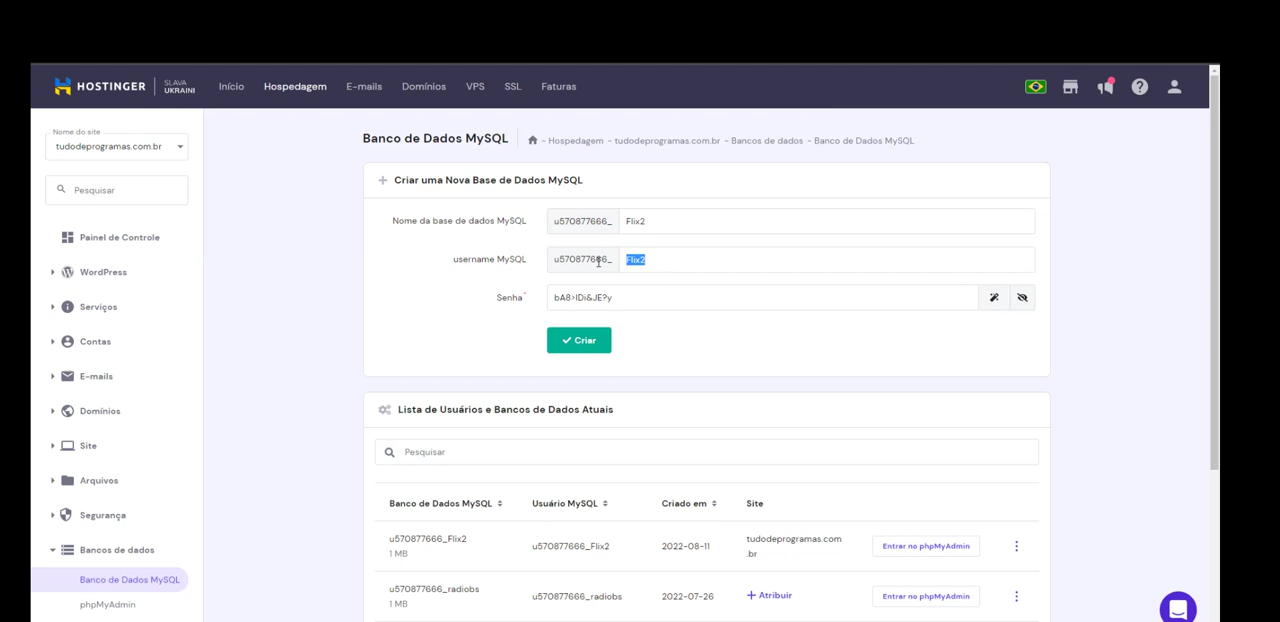 HOSTINGER
SLAVA
UKRAINI
Início
Hospedagem
E-mails
Domínios
VPS
SSL
Faturas
Nome do site
tudodeprogramas.com.br
Pesquisar
Painel de Controle
WordPress
Serviços
Contas
E-mails
Domínios
Site
Arquivos
Segurança
Bancos de dados
Banco de Dados MySQL
phpMyAdmin
Banco de Dados MySQL
- Hospedagem - tudodeprogramas.com.br - Bancos de dados - Banco de Dados MySQL
Criar uma Nova Base de Dados MySQL
Nome da base de dados MySQL u570877666_ Flix2
username MySQL u570877666_ Flix2
Senha* bA8>IDi&JE?y
Criar
Lista de Usuários e Bancos de Dados Atuais
Pesquisar
Banco de Dados MySQL Usuário MySQL Criado em Site
u570877666_Flix2
1 MB
u570877666_Flix2
2022-08-11
tudodeprogramas.com
.br
Entrar no phpMyAdmin
u570877666_radiobs
1 MB
u570877666_radiobs
2022-07-26
+ Atribuir
Entrar no phpMyAdmin